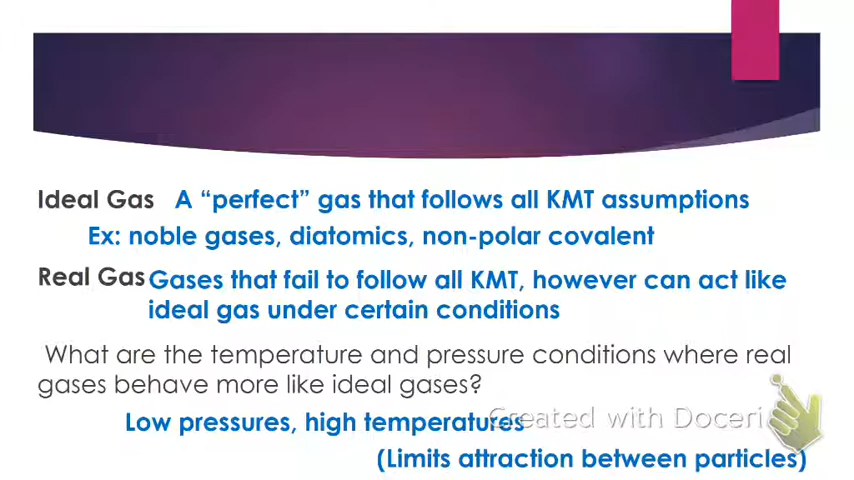 Ideal Gas A “perfect” gas that follows all KMT assumptions
Ex: noble gases, diatomics, non-polar covalent
Real Gas Gases that fail to follow all KMT, however can act like
ideal gas under certain conditions
What are the temperature and pressure conditions where real
gases behave more like ideal gases?
Low pressures, high temperatures
Created with Doceri
(Limits attraction between particles)